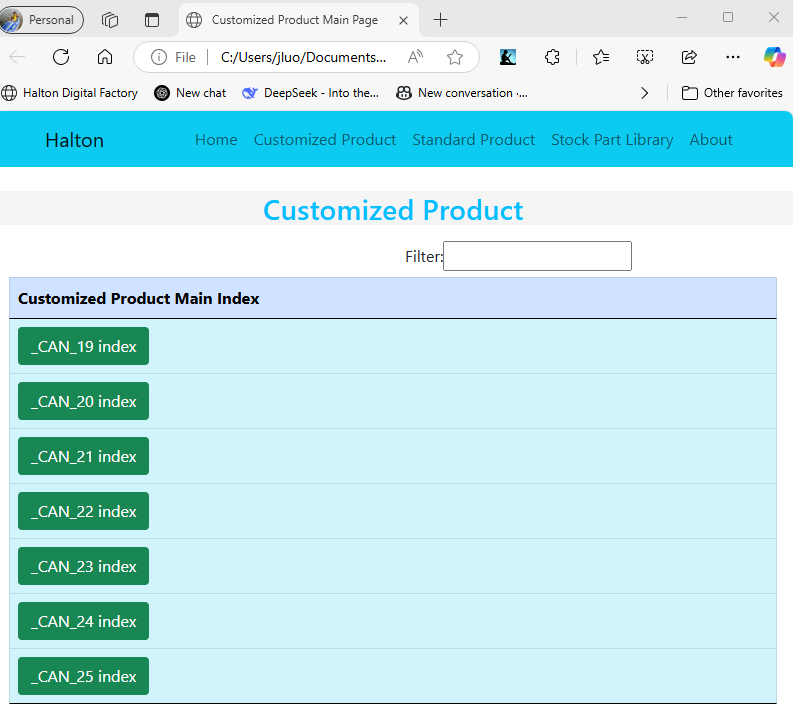 Personal
Customized Product Main Page
File
C:/Users/jluo/Documents...
Halton Digital Factory
New chat
DeepSeek - Into the...
New conversation -...
Other favorites
Halton
Home
Customized Product
Standard Product
Stock Part Library
About
Customized Product
Filter:
Customized Product Main Index
_CAN_19 index
_CAN_20 index
_CAN_21 index
_CAN_22 index
_CAN_23 index
_CAN_24 index
_CAN_25 index